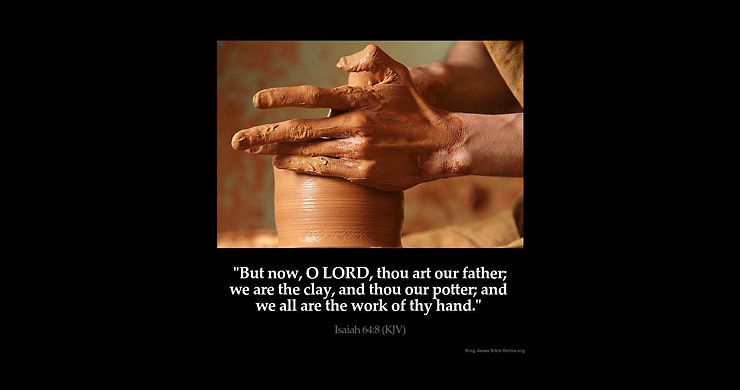 "But now, O LORD, thou art our father;
we are the clay, and thou our potter; and
we all are the work of thy hand."
Isaiah 64:8 (KJV)
King James Bible Online.org